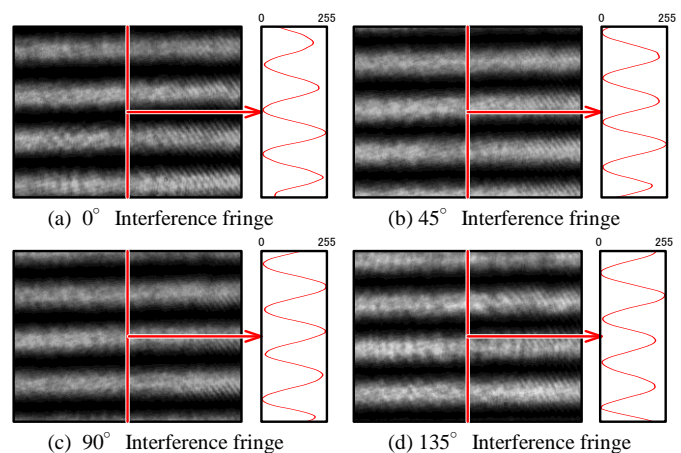 0 255
0 255
(a) 0° Interference fringe
(b) 45° Interference fringe
0 255
0 255
(c) 90° Interference fringe
(d) 135° Interference fringe